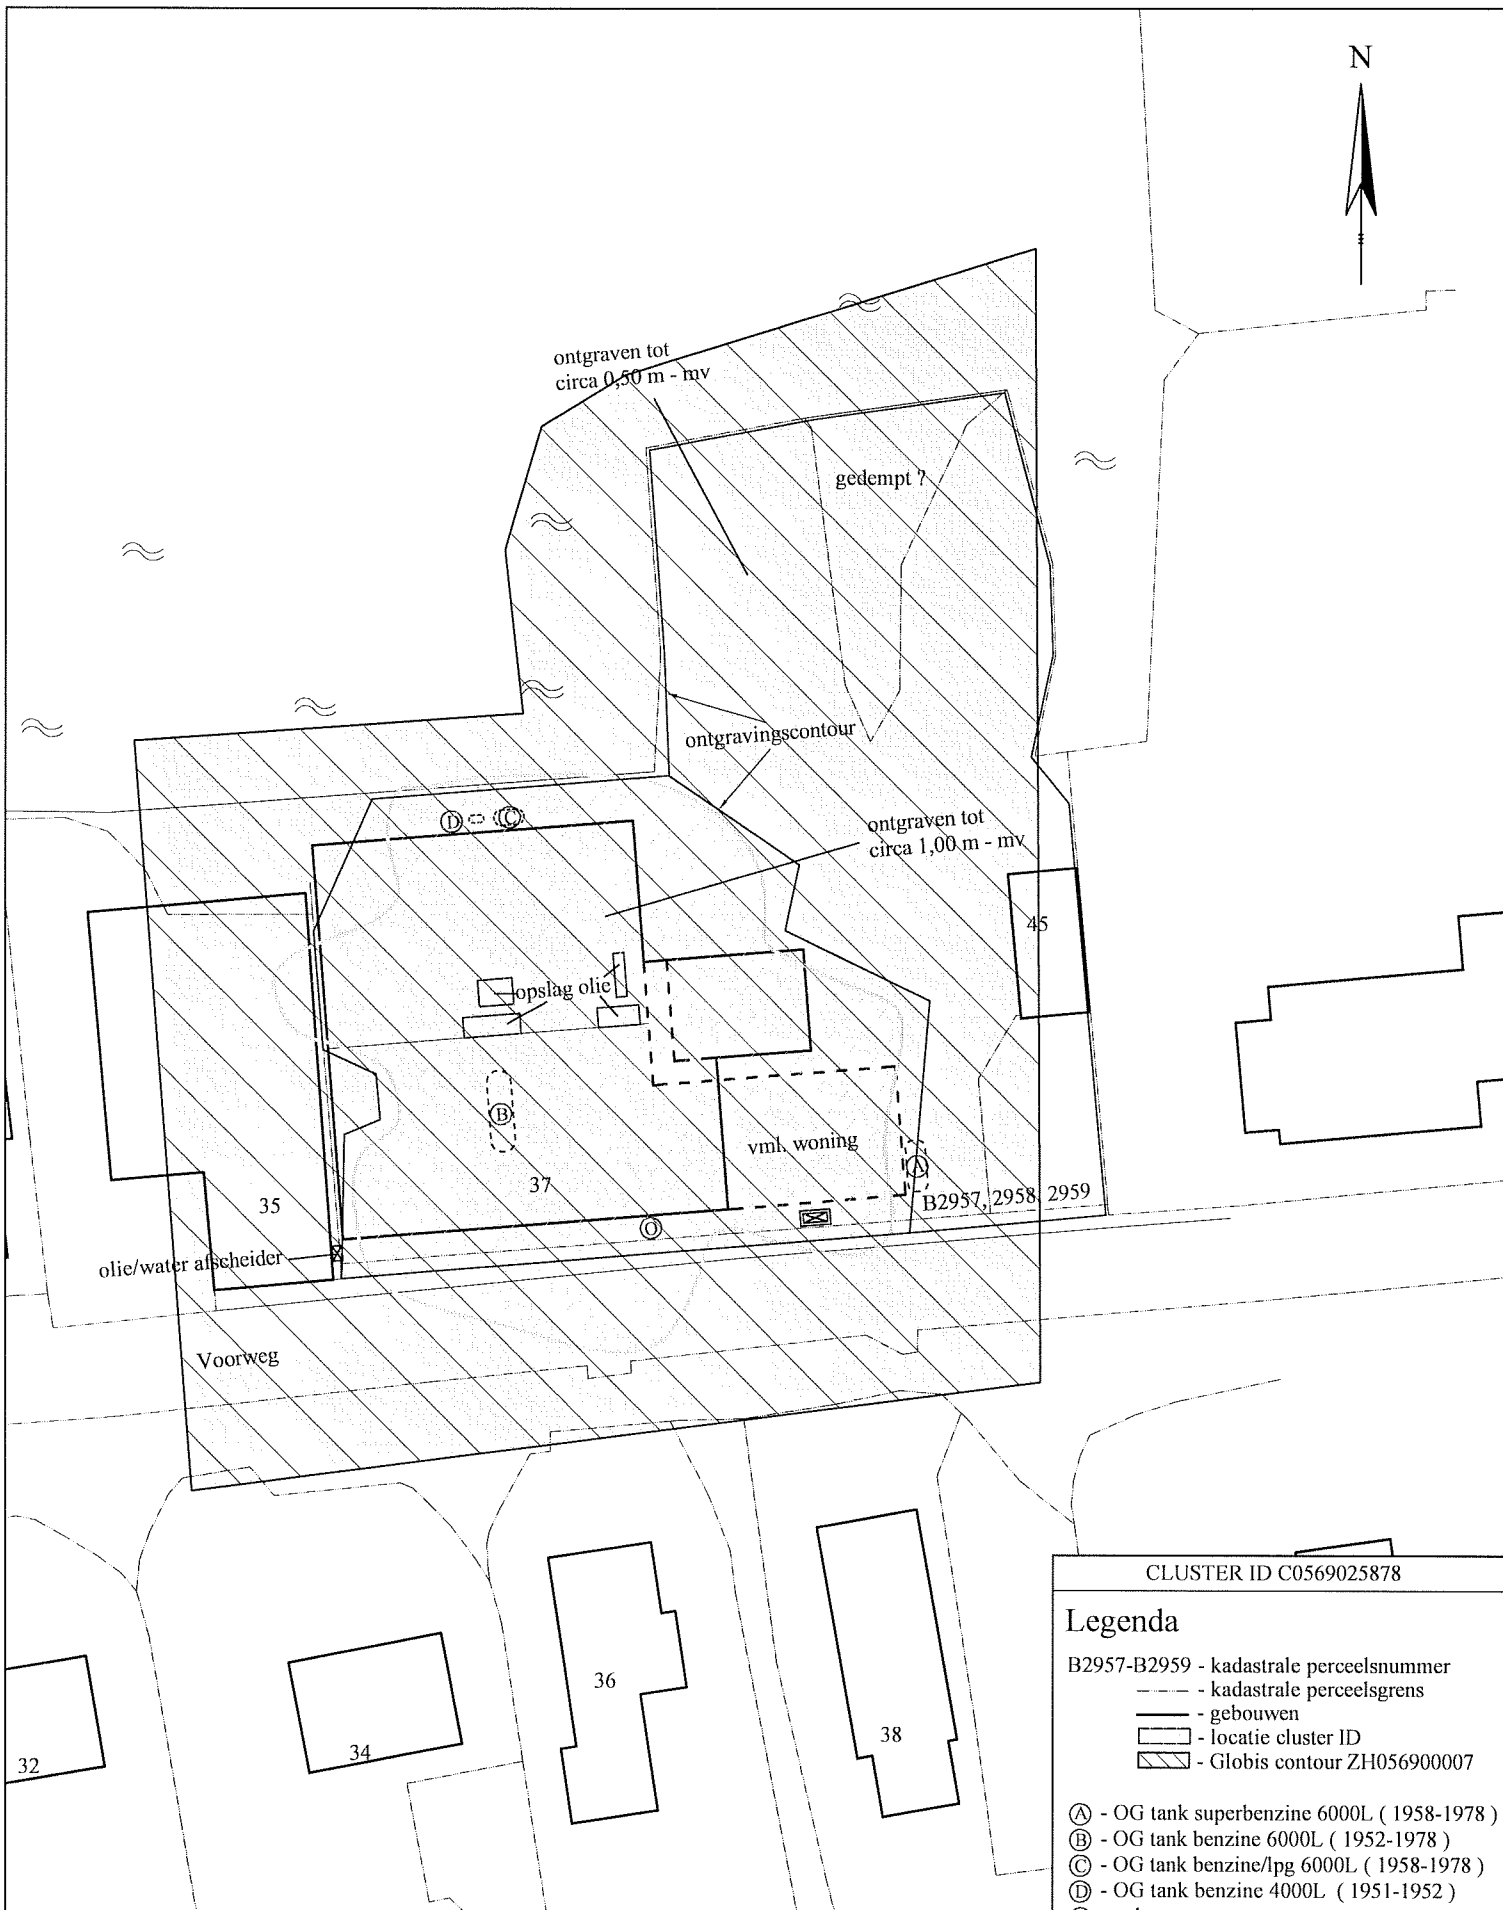 N
ontgraven tot
circa 0,50 m - mv
gedempt ?
ontgravingscontour
D
C
ontgraven tot
circa 1,00 m - mv
45
opslag olie
B
vml. woning
A
37
35
B2957, 2958, 2959
O
olie/water afscheider
Voorweg
36
38
34
32
CLUSTER ID C0569025878
Legenda
B2957-B2959 - kadastrale perceelsnummer
- kadastrale perceelsgrens
- gebouwen
- locatie cluster ID
- Globis contour ZH056900007
A - OG tank superbenzine 6000L ( 1958-1978 )
B - OG tank benzine 6000L ( 1952-1978 )
C - OG tank benzine/lpg 6000L ( 1958-1978 )
D - OG tank benzine 4000L ( 1951-1952 )